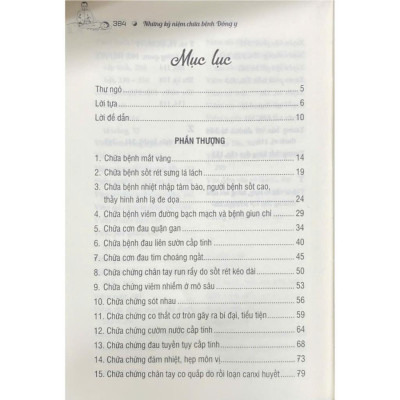 384 • Những kỷ niệm chữa bệnh Đông y
Mục lục
Thư ngỏ 5
Lời tựa 6
Lời đề dẫn 10
PHẦN THƯỢNG
1. Chữa bệnh mắt vàng 14
2. Chữa bệnh sốt rét sưng lá lách 19
3. Chữa bệnh nhiệt nhập tâm bào, người bệnh sốt cao,
thấy hình ảnh lạ đe dọa 24
4. Chữa bệnh viêm đường bạch mạch và bệnh giun chỉ 29
5. Chữa cơn đau quặn gan 34
6. Chữa bệnh đau liên sườn cấp tính 40
7. Chữa cơn đau tim choáng ngất 45
8. Chữa chứng chân tay run rẩy do sốt rét kéo dài 51
9. Chữa chứng viêm nhiễm ở mô sâu 53
10. Chữa chứng sốt nhau 56
11. Chữa chứng co thắt cơ tròn gây ra bí đại, tiểu tiện 59
12. Chữa chứng cườm nước cấp tính 64
13. Chữa chứng đau tuyến tụy cấp tính 68
14. Chữa chứng đàm nhiệt, hẹp môn vị 73
15. Chữa chứng chân tay co quắp do rối loạn canxi huyết 79